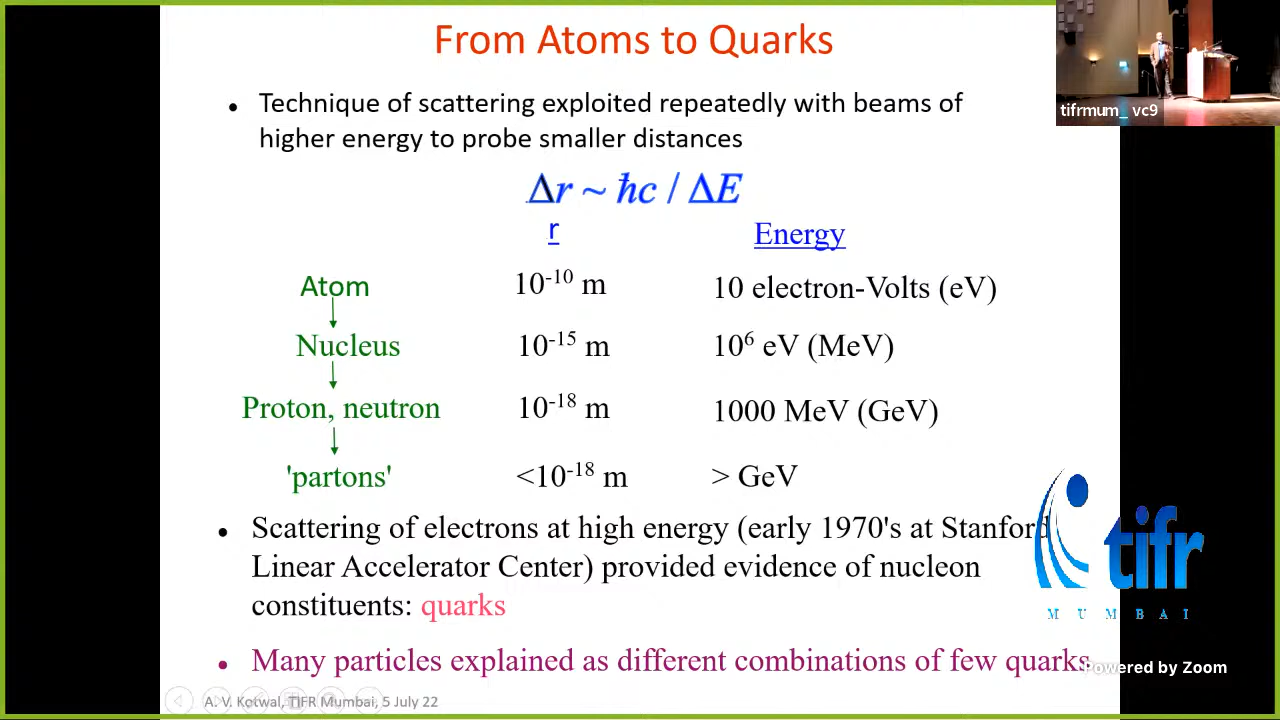 From Atoms to Quarks
• Technique of scattering exploited repeatedly with beams of
higher energy to probe smaller distances
Δr ~ ħc / ΔE
r Energy
Atom 10⁻¹⁰ m 10 electron-Volts (eV)
Nucleus 10⁻¹⁵ m 10⁶ eV (MeV)
Proton, neutron 10⁻¹⁸ m 1000 MeV (GeV)
'partons' <10⁻¹⁸ m > GeV
• Scattering of electrons at high energy (early 1970's at Stanford
Linear Accelerator Center) provided evidence of nucleon
constituents: quarks
• Many particles explained as different combinations of few quarks
A. V. Kotwal, TIFR Mumbai, 5 July 22
tifrmum_ vc9
tifr
MUMBAI
Powered by Zoom